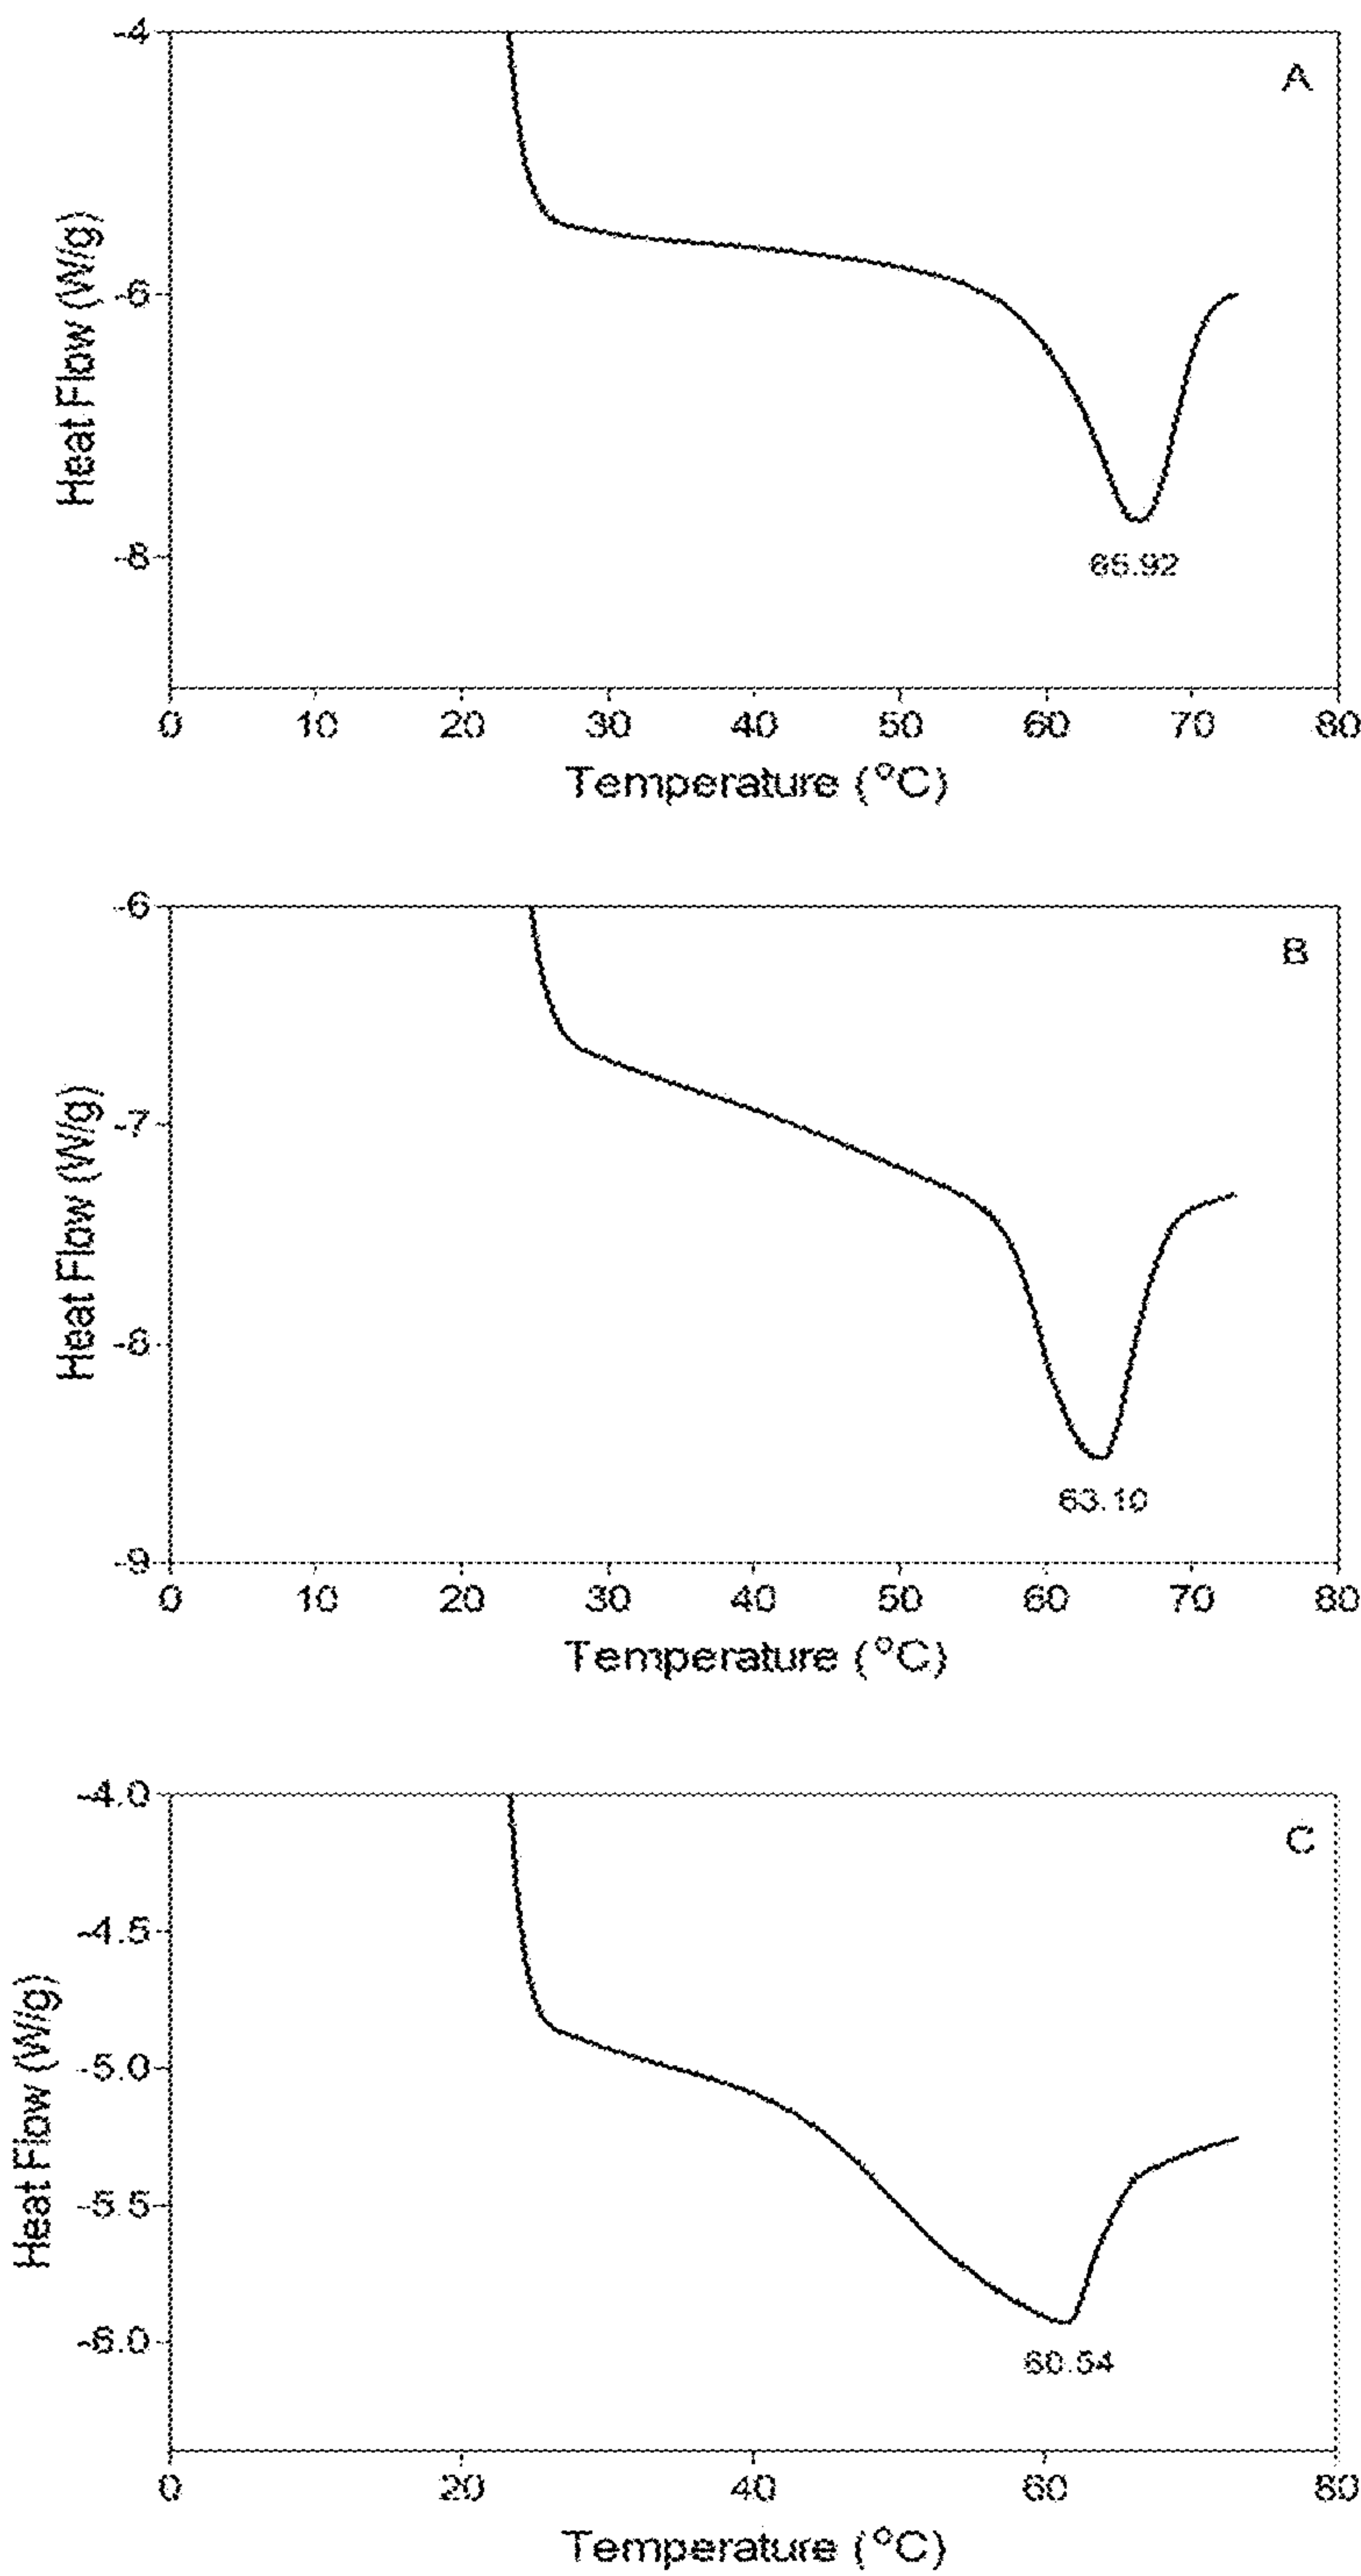 A
-4
-6
-8
Heat Flow (W/g)
65.92
0 10 20 30 40 50 60 70 80
Temperature (°C)
B
-6
-7
-8
-9
Heat Flow (W/g)
63.10
0 10 20 30 40 50 60 70 80
Temperature (°C)
C
-4.0
-4.5
-5.0
-5.5
-6.0
Heat Flow (W/g)
60.54
0 20 40 60 80
Temperature (°C)